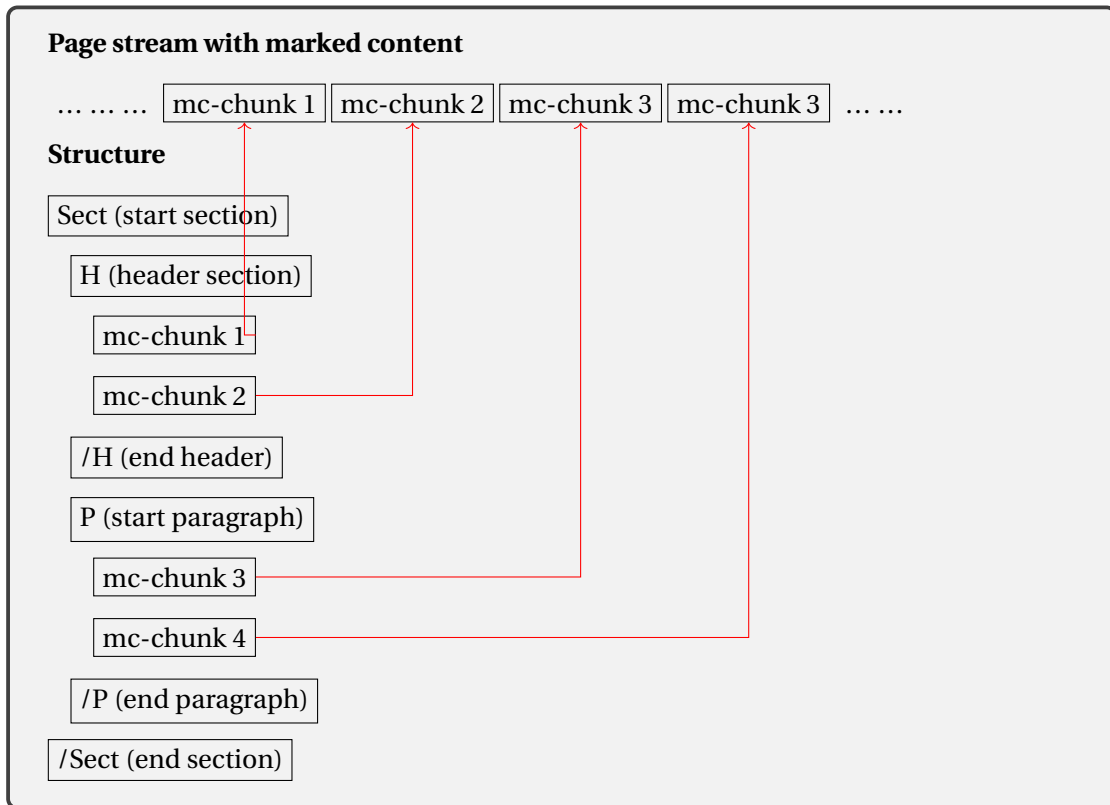 Page stream with marked content
… … … mc-chunk 1 mc-chunk 2 mc-chunk 3 mc-chunk 3 … …
Structure
Sect (start section)
H (header section)
mc-chunk 1
mc-chunk 2
/H (end header)
P (start paragraph)
mc-chunk 3
mc-chunk 4
/P (end paragraph)
/Sect (end section)